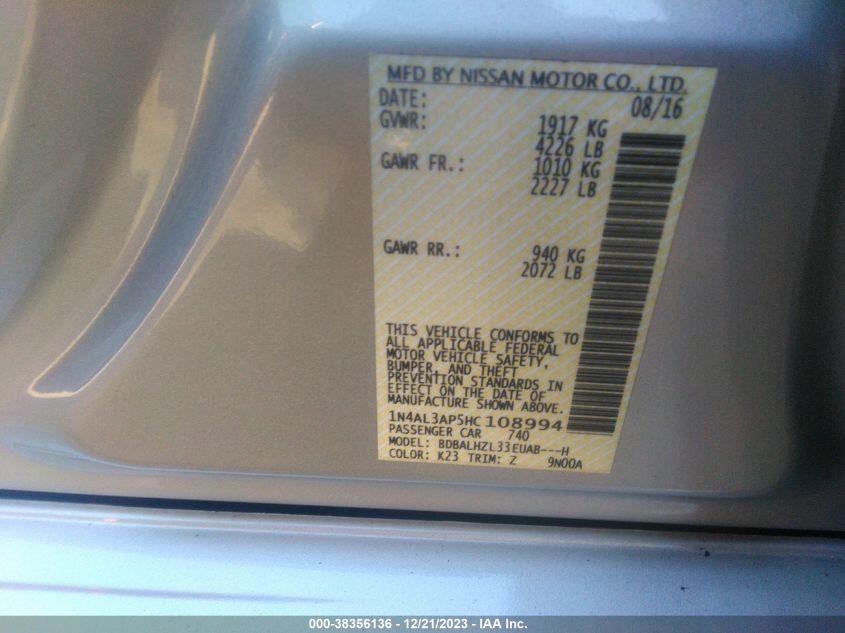 MFD BY NISSAN MOTOR CO., LTD.
DATE: 08/16
GVWR: 1917 KG
4226 LB
GAWR FR.: 1010 KG
2227 LB
GAWR RR.: 940 KG
2072 LB
THIS VEHICLE CONFORMS TO
ALL APPLICABLE FEDERAL
MOTOR VEHICLE SAFETY,
BUMPER, AND THEFT
PREVENTION STANDARDS IN
EFFECT ON THE DATE OF
MANUFACTURE SHOWN ABOVE.
1N4AL3AP5HC108994
PASSENGER CAR 740
MODEL: BDBALHZL33EUAB---H
COLOR: K23 TRIM: Z 9N00A
000-38356136 - 12/21/2023 - IAA Inc.